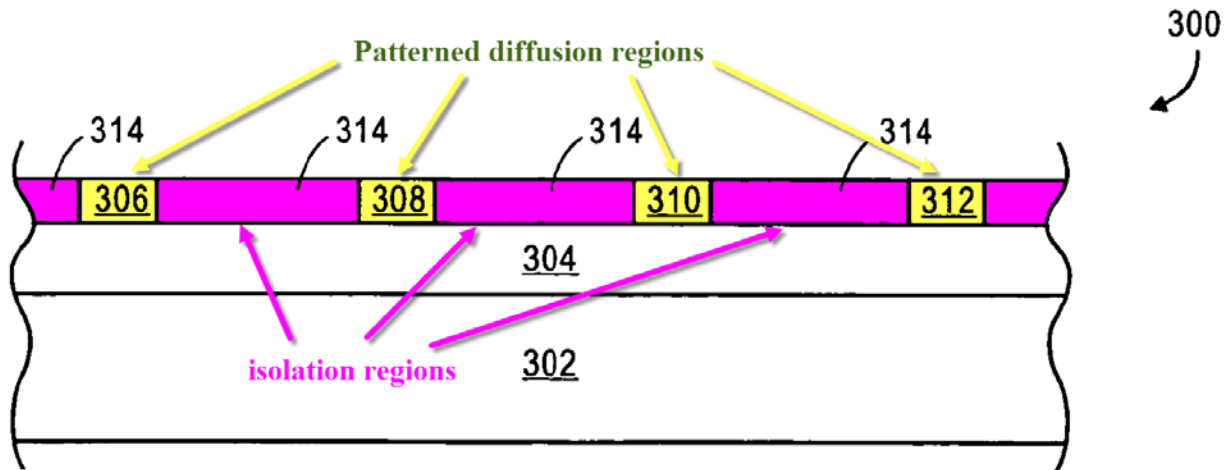 300
Patterned diffusion regions
314 314 314 314
306 308 310 312
304
isolation regions
302